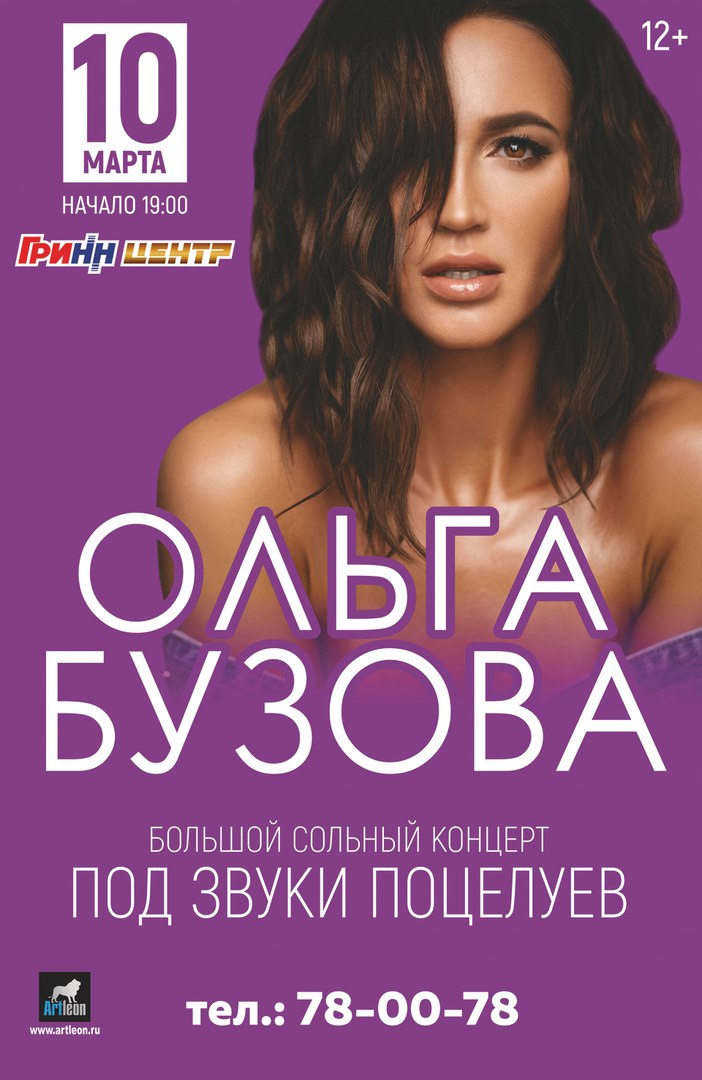 10
МАРТА
НАЧАЛО 19:00
ГРИНН ЦЕНТР
12+
ОЛЬГА
БУЗОВА
БОЛЬШОЙ СОЛЬНЫЙ КОНЦЕРТ
ПОД ЗВУКИ ПОЦЕЛУЕВ
Artleon
www.artleon.ru
тел.: 78-00-78